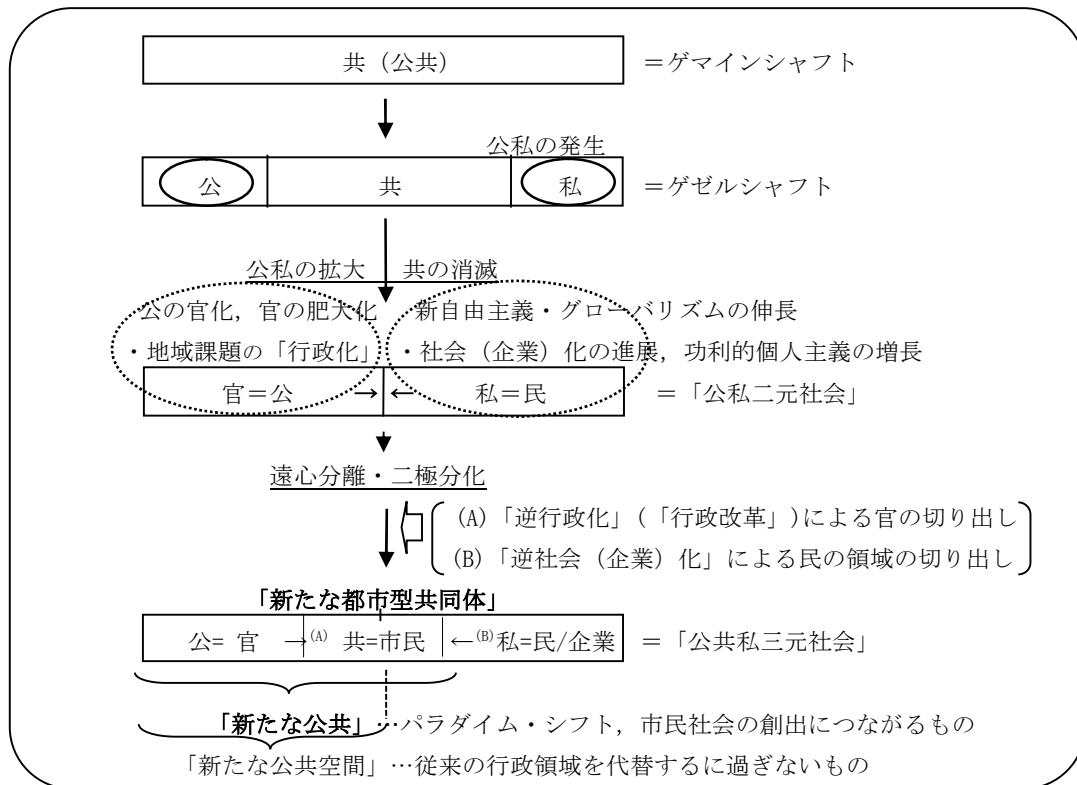 共（公共） ＝ゲマインシャフト
公私の発生
公 共 私 ＝ゲゼルシャフト
公私の拡大 共の消滅
公の官化，官の肥大化 新自由主義・グローバリズムの伸長
・地域課題の「行政化」 ・社会（企業）化の進展，功利的個人主義の増長
官＝公 →← 私＝民 ＝「公私二元社会」
遠心分離・二極分化
(A)「逆行政化」(「行政改革」)による官の切り出し
(B)「逆社会（企業）化」による民の領域の切り出し
「新たな都市型共同体」
公= 官 →(A) 共=市民 ←(B)私=民/企業 ＝「公共私三元社会」
「新たな公共」…パラダイム・シフト，市民社会の創出につながるもの
「新たな公共空間」…従来の行政領域を代替するに過ぎないもの